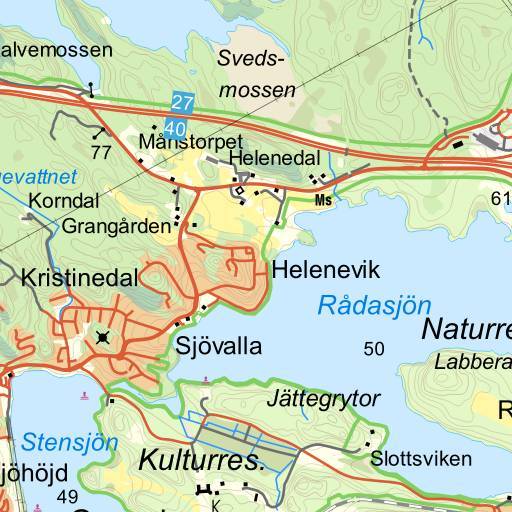 alvemossen
Sveds-
mossen
27
40
77
Månstorpet
Helenedal
evattnet
Korndal
Grangården
Ms
61
Kristinedal
Helenevik
Rådasjön
Naturre
Sjövalla
50
Labbera
Jättegrytor
R
Stensjön
Kulturres.
Slottsviken
jöhöjd
49
K